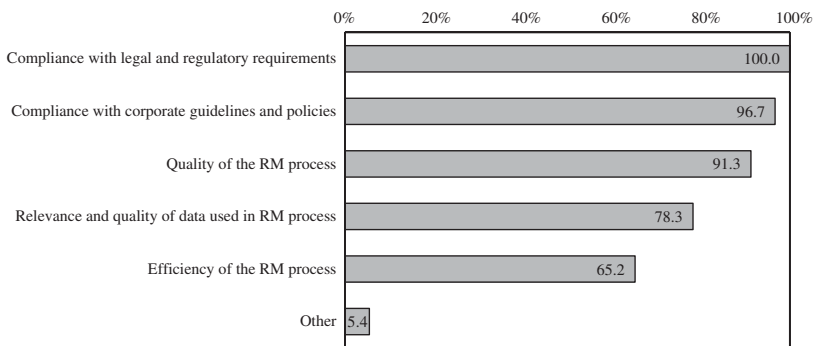 0% 20% 40% 60% 80% 100%
Compliance with legal and regulatory requirements 100.0
Compliance with corporate guidelines and policies 96.7
Quality of the RM process 91.3
Relevance and quality of data used in RM process 78.3
Efficiency of the RM process 65.2
Other 5.4